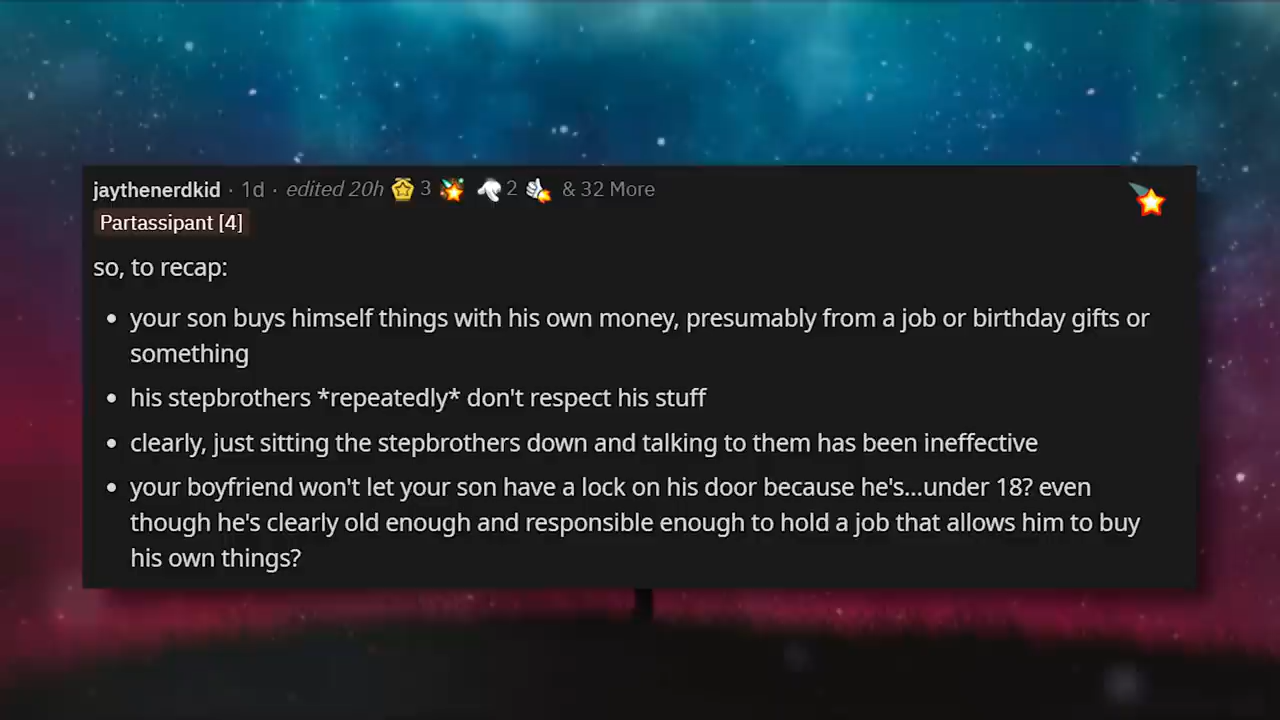 jaythenerdkid · 1d · edited 20h 3 2 & 32 More
Partassipant [4]
so, to recap:
• your son buys himself things with his own money, presumably from a job or birthday gifts or
something
• his stepbrothers *repeatedly* don't respect his stuff
• clearly, just sitting the stepbrothers down and talking to them has been ineffective
• your boyfriend won't let your son have a lock on his door because he's...under 18? even
though he's clearly old enough and responsible enough to hold a job that allows him to buy
his own things?